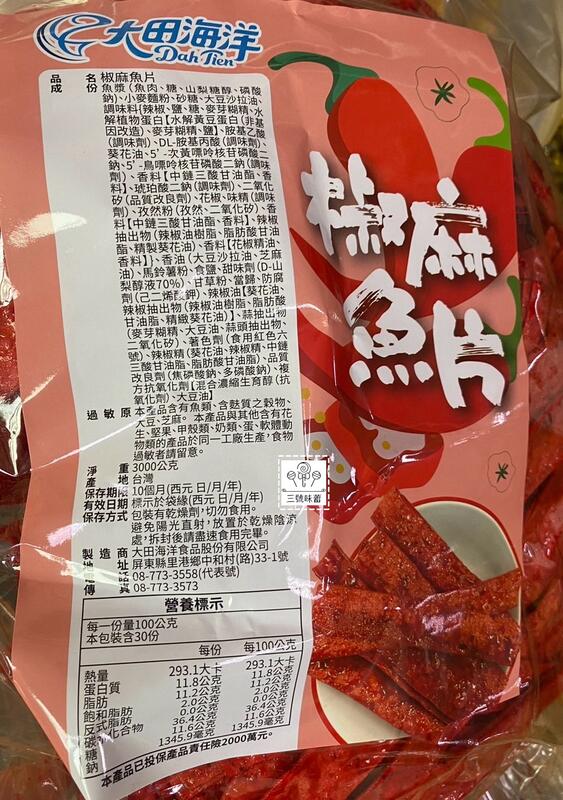 大田海洋
Dah Tien
品名 椒麻魚片
成份 魚漿(魚肉、糖、山梨糖醇、磷酸
鈉)、小麥麵粉、砂糖、大豆沙拉油、
調味料{辣椒、鹽、糖、麥芽糊精、水
解植物蛋白【水解黃豆蛋白(非基
因改造)、麥芽糊精、鹽】、胺基乙酸
(調味劑)、DL-胺基丙酸(調味劑)、
葵花油、5'-次黃嘌呤核苷磷酸二
鈉、5'-鳥嘌呤核苷磷酸二鈉(調味
劑)、香料【中鏈三酸甘油酯、香
料】、琥珀酸二鈉(調味劑)、二氧化
矽(品質改良劑)、花椒、味精(調味
劑)、孜然粉(孜然、二氧化矽)、香
料【中鏈三酸甘油酯、香料】、辣椒
抽出物(辣椒油樹脂、脂肪酸甘油
酯、精製葵花油)、香料【花椒精油、
香料】}、香油(大豆沙拉油、芝麻
油)、馬鈴薯粉、食鹽、甜味劑(D-山
梨醇液70%)、甘草粉、當歸、防腐
劑(己二烯酸鉀)、辣椒油【葵花油、
辣椒抽出物(辣椒油樹脂、脂肪酸
甘油脂、精緻葵花油)】、蒜抽出物
(麥芽糊精、大豆油、蒜頭抽出物、
二氧化矽)、著色劑(食用紅色六
號)、辣椒精(葵花油、辣椒精、中鏈
三酸甘油脂、脂肪酸甘油脂)、品質
改良劑(焦磷酸鈉、多磷酸鈉)、複
方抗氧化劑【混合濃縮生育醇(抗
氧化劑)、大豆油】
過敏原 本產品含有魚類、含麩質之穀物、
大豆、芝麻。本產品與其他含有花
生、堅果、甲殼類、奶類、蛋、軟體動
物類的產品於同一工廠生產,食物
過敏者請留意。
淨重 3000公克
產地 台灣
保存期限 10個月(西元 日/月/年)
有效日期 標示於袋緣(西元 日/月/年)
保存方式 包裝有乾燥劑,切勿食用。
避免陽光直射,放置於乾燥陰涼
處,拆封後請盡速食用完畢。
製造商 大田海洋食品股份有限公司
地址 屏東縣里港鄉中和村(路)33-1號
電話 08-773-3558(代表號)
傳真 08-773-3573
營養標示
每一份量100公克
本包裝含30份
每份 每100公克
熱量 293.1大卡 293.1大卡
蛋白質 11.8公克 11.8公克
脂肪 11.2公克 11.2公克
飽和脂肪 2.0公克 2.0公克
反式脂肪 0.0公克 0.0公克
碳水化合物 36.4公克 36.4公克
糖 11.6公克 11.6公克
鈉 1345.9毫克 1345.9毫克
本產品已投保產品責任險2000萬元。
椒麻
魚片
三號味蕾